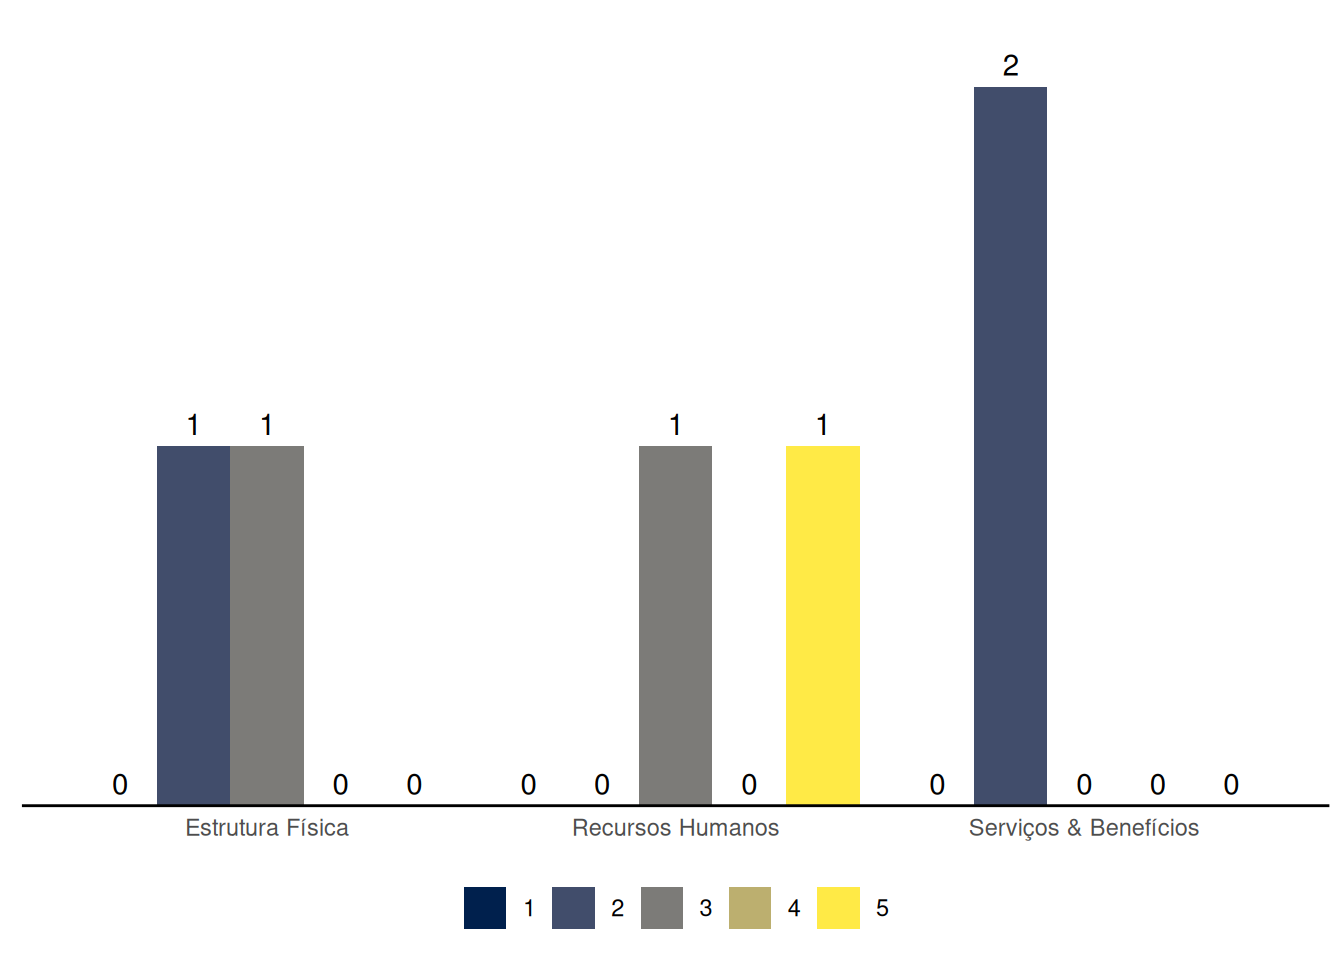 2
1 1 1 1
0 0 0 0 0 0 0 0 0 0 0
Estrutura Física Recursos Humanos Serviços & Benefícios
1 2 3 4 5